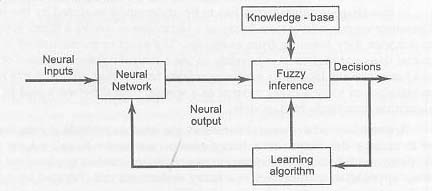 Knowledge - base
Neural
Inputs
Neural
Network
Fuzzy
inference
Decisions
Neural
output
Learning
algorithm